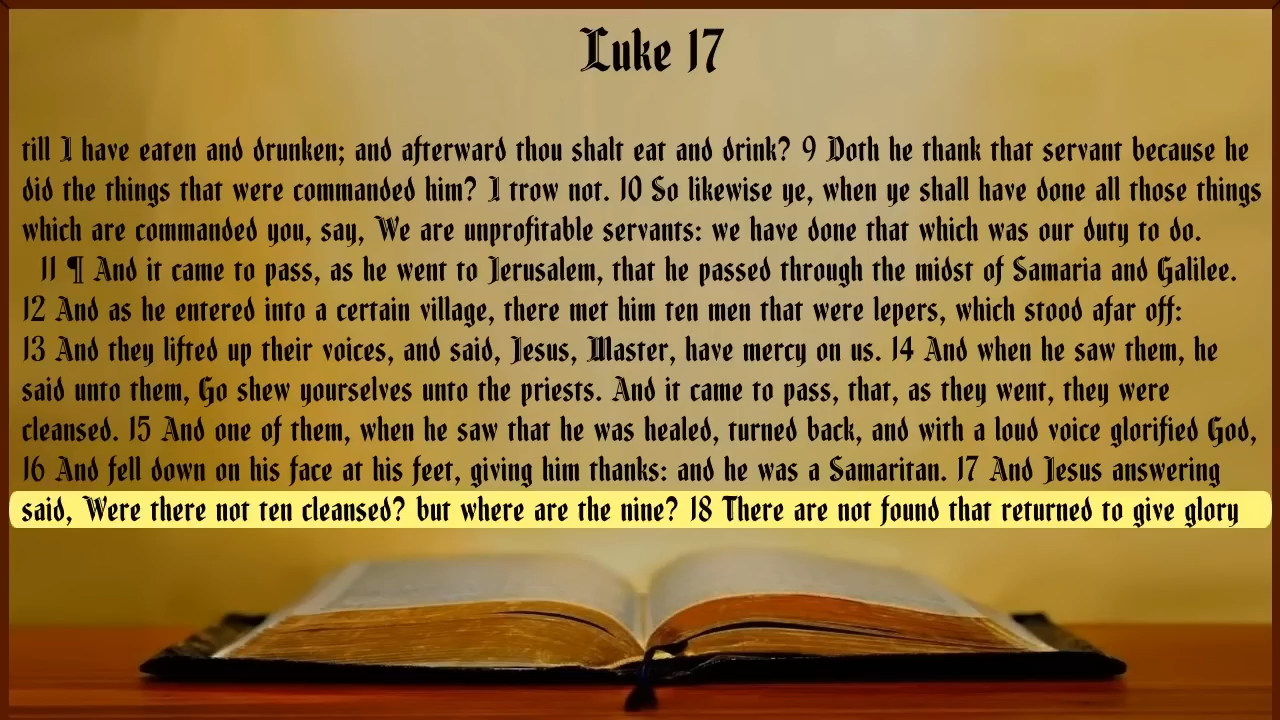 Luke 17
till I have eaten and drunken; and afterward thou shalt eat and drink? 9 Doth he thank that servant because he
did the things that were commanded him? I trow not. 10 So likewise ye, when ye shall have done all those things
which are commanded you, say, We are unprofitable servants: we have done that which was our duty to do.
11 ¶ And it came to pass, as he went to Jerusalem, that he passed through the midst of Samaria and Galilee.
12 And as he entered into a certain village, there met him ten men that were lepers, which stood afar off:
13 And they lifted up their voices, and said, Jesus, Master, have mercy on us. 14 And when he saw them, he
said unto them, Go shew yourselves unto the priests. And it came to pass, that, as they went, they were
cleansed. 15 And one of them, when he saw that he was healed, turned back, and with a loud voice glorified God,
16 And fell down on his face at his feet, giving him thanks: and he was a Samaritan. 17 And Jesus answering
said, Were there not ten cleansed? but where are the nine? 18 There are not found that returned to give glory